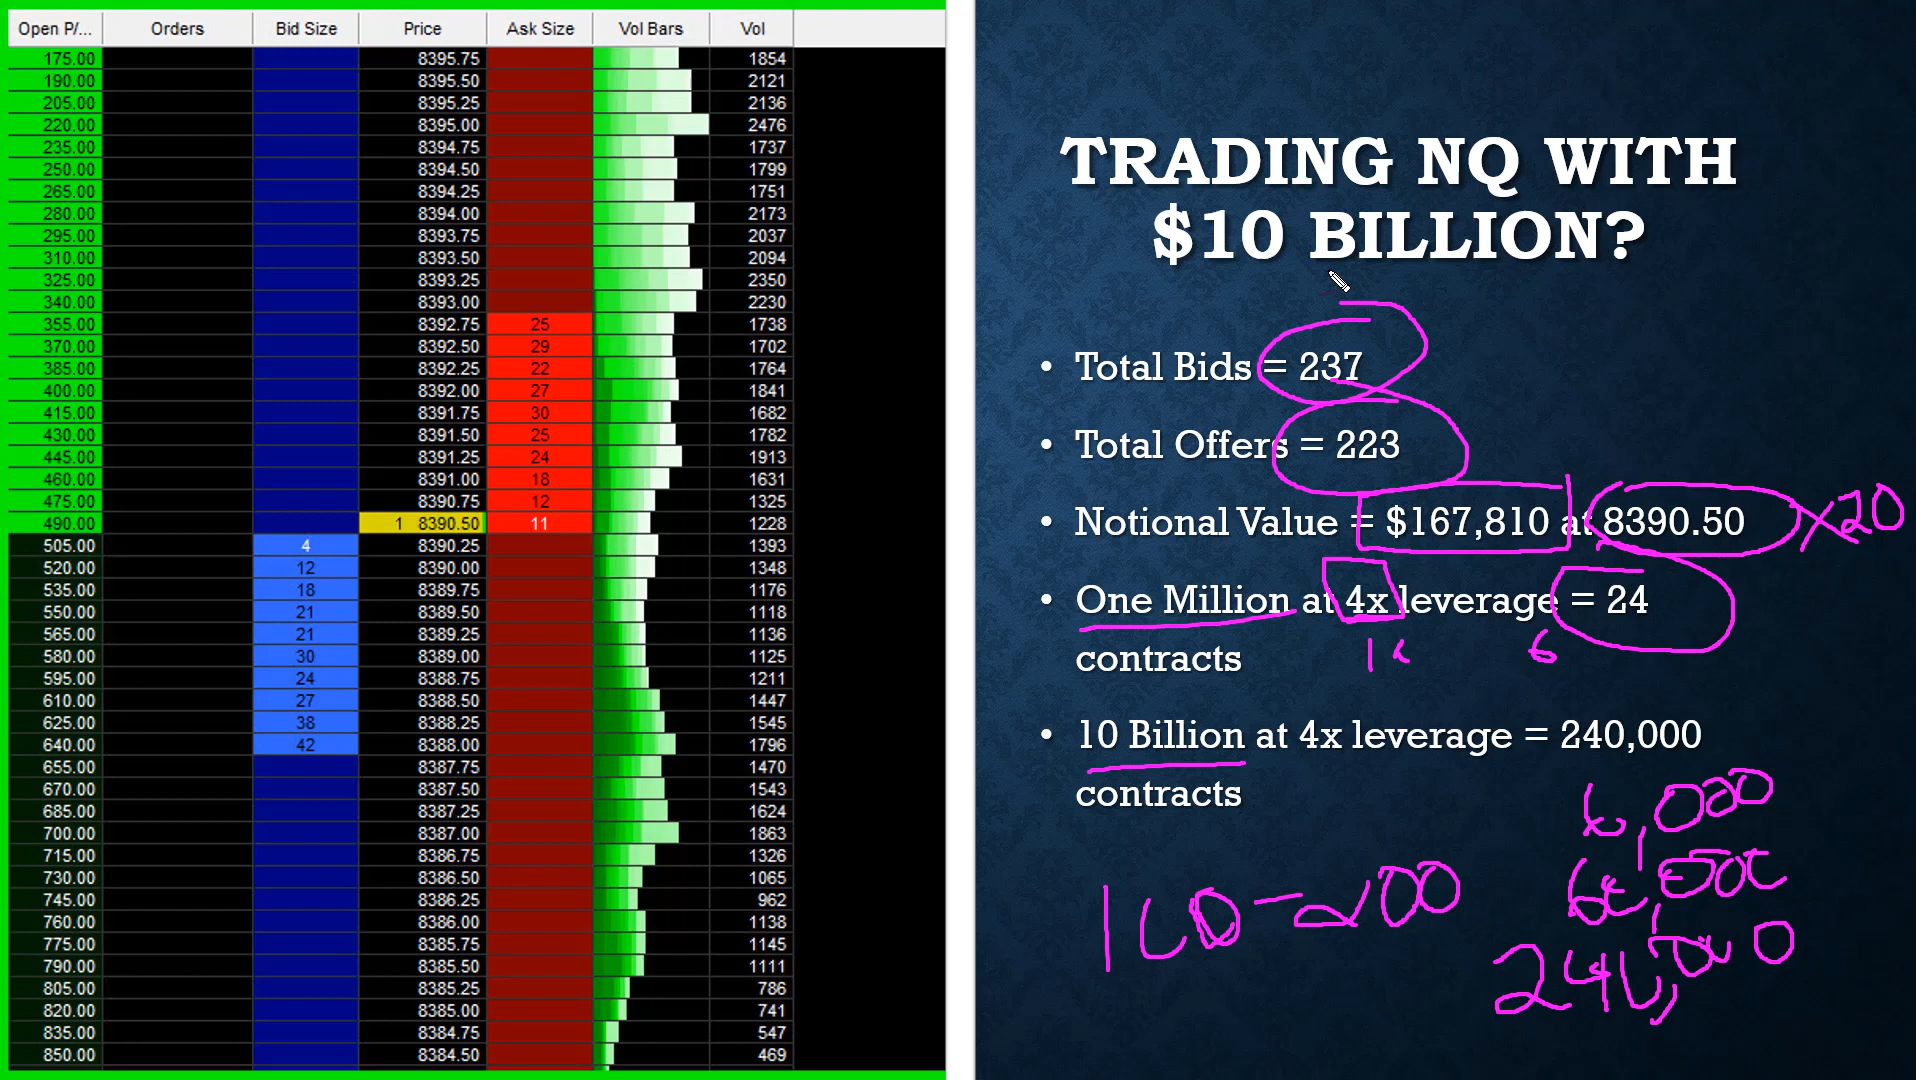 Open P/... Orders Bid Size Price Ask Size Vol Bars Vol
175.00 8395.75 1854
190.00 8395.50 2121
205.00 8395.25 2136
220.00 8395.00 2476
235.00 8394.75 1737
250.00 8394.50 1799
265.00 8394.25 1751
280.00 8394.00 2173
295.00 8393.75 2037
310.00 8393.50 2094
325.00 8393.25 2350
340.00 8393.00 2230
355.00 8392.75 25 1738
370.00 8392.50 29 1702
385.00 8392.25 22 1764
400.00 8392.00 27 1841
415.00 8391.75 30 1682
430.00 8391.50 25 1782
445.00 8391.25 24 1913
460.00 8391.00 18 1631
475.00 8390.75 12 1325
490.00 1 8390.50 11 1228
505.00 4 8390.25 1393
520.00 12 8390.00 1348
535.00 18 8389.75 1176
550.00 21 8389.50 1118
565.00 21 8389.25 1136
580.00 30 8389.00 1125
595.00 24 8388.75 1211
610.00 27 8388.50 1447
625.00 38 8388.25 1545
640.00 42 8388.00 1796
655.00 8387.75 1470
670.00 8387.50 1543
685.00 8387.25 1624
700.00 8387.00 1863
715.00 8386.75 1326
730.00 8386.50 1065
745.00 8386.25 962
760.00 8386.00 1138
775.00 8385.75 1145
790.00 8385.50 1111
805.00 8385.25 786
820.00 8385.00 741
835.00 8384.75 547
850.00 8384.50 469
TRADING NQ WITH
$10 BILLION?
• Total Bids = 237
• Total Offers = 223
• Notional Value = $167,810 at 8390.50 x20
• One Million at 4x leverage = 24
contracts 1x 6
• 10 Billion at 4x leverage = 240,000
contracts
6,000
60,000
100-200
240,000